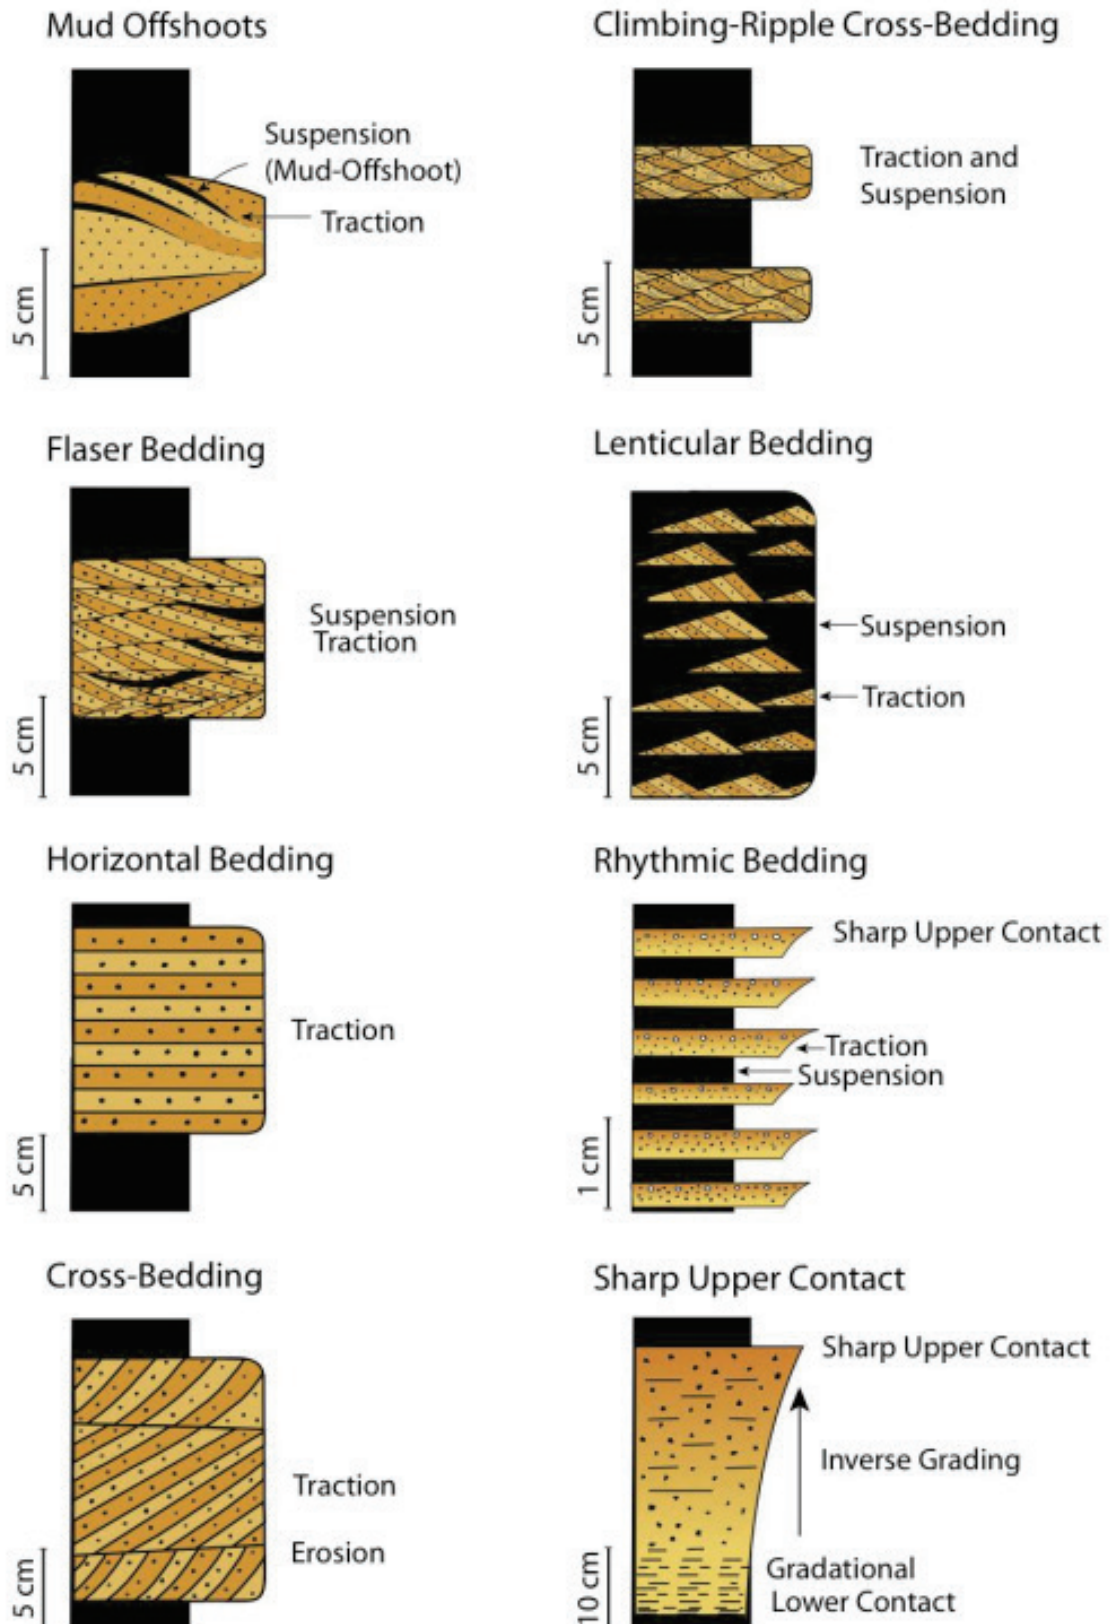 Mud Offshoots
Suspension
(Mud-Offshoot)
Traction
5 cm
Climbing-Ripple Cross-Bedding
Traction and
Suspension
5 cm
Flaser Bedding
Suspension
Traction
5 cm
Lenticular Bedding
Suspension
Traction
5 cm
Horizontal Bedding
Traction
5 cm
Rhythmic Bedding
Sharp Upper Contact
Traction
Suspension
1 cm
Cross-Bedding
Traction
Erosion
5 cm
Sharp Upper Contact
Sharp Upper Contact
Inverse Grading
Gradational
Lower Contact
10 cm